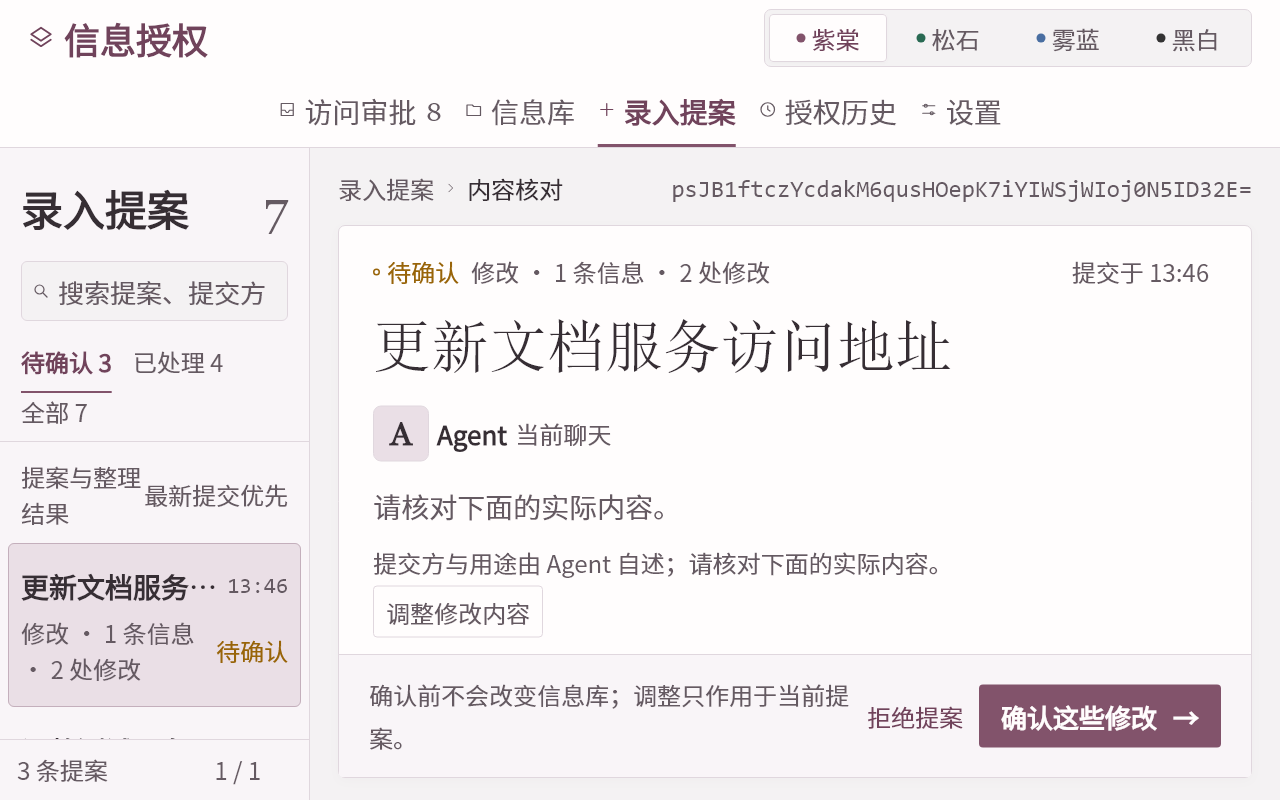 信息授权
紫棠
松石
雾蓝
黑白
访问审批 8
信息库
录入提案
授权历史
设置
录入提案
7
搜索提案、提交方
待确认 3
已处理 4
全部 7
提案与整理
结果
最新提交优先
更新文档服务… 13:46
修改 · 1 条信息
· 2 处修改
待确认
3 条提案
1 / 1
录入提案 › 内容核对
psJB1ftczYcdakM6qusHOepK7iYIWSjWIoj0N5ID32E=
待确认 修改 · 1 条信息 · 2 处修改
提交于 13:46
更新文档服务访问地址
A Agent 当前聊天
请核对下面的实际内容。
提交方与用途由 Agent 自述；请核对下面的实际内容。
调整修改内容
确认前不会改变信息库；调整只作用于当前提
案。
拒绝提案
确认这些修改 →